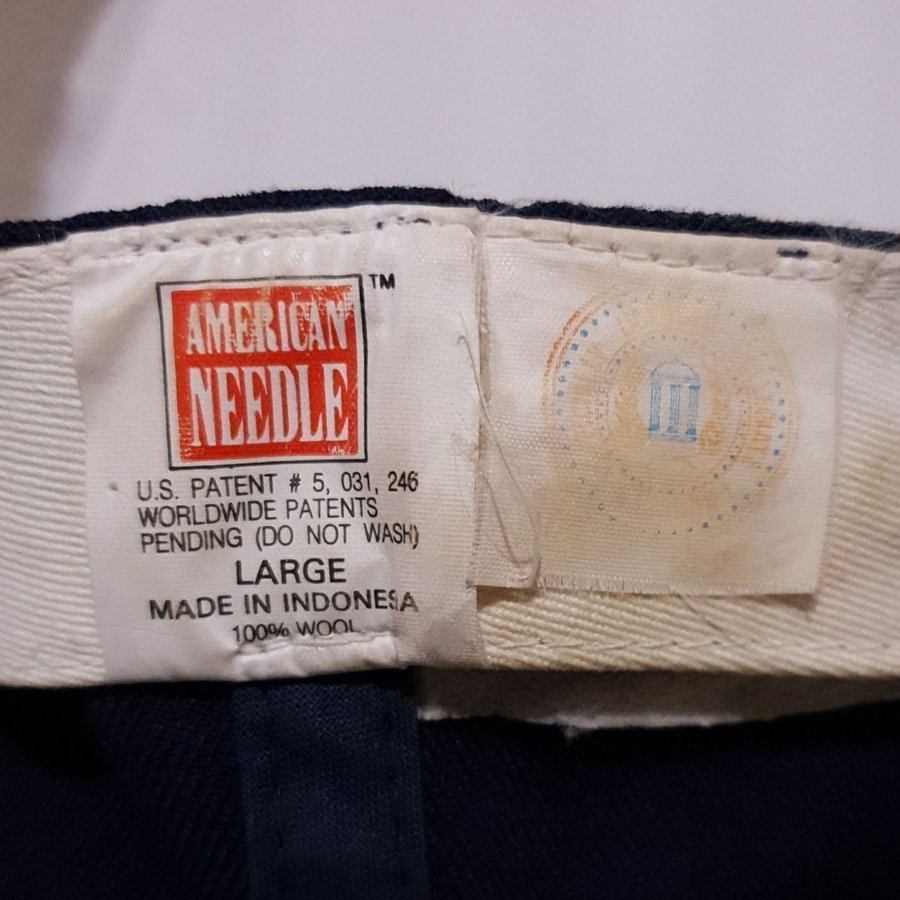 AMERICAN
NEEDLE
TM
U.S. PATENT # 5, 031, 246
WORLDWIDE PATENTS
PENDING (DO NOT WASH)
LARGE
MADE IN INDONESIA
100% WOOL